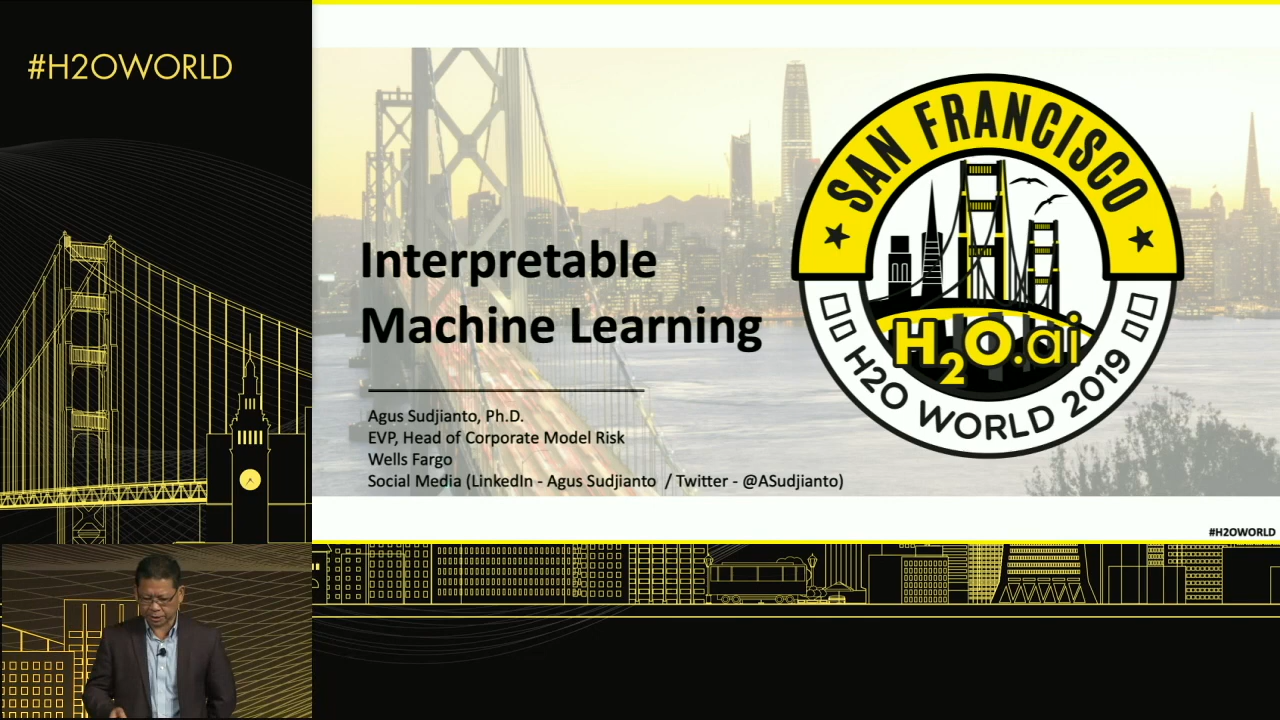 #H2OWORLD
SAN FRANCISCO
H2O.ai
H2O WORLD 2019
Interpretable
Machine Learning
Agus Sudjianto, Ph.D.
EVP, Head of Corporate Model Risk
Wells Fargo
Social Media (LinkedIn - Agus Sudjianto / Twitter - @ASudjianto)
#H2OWORLD